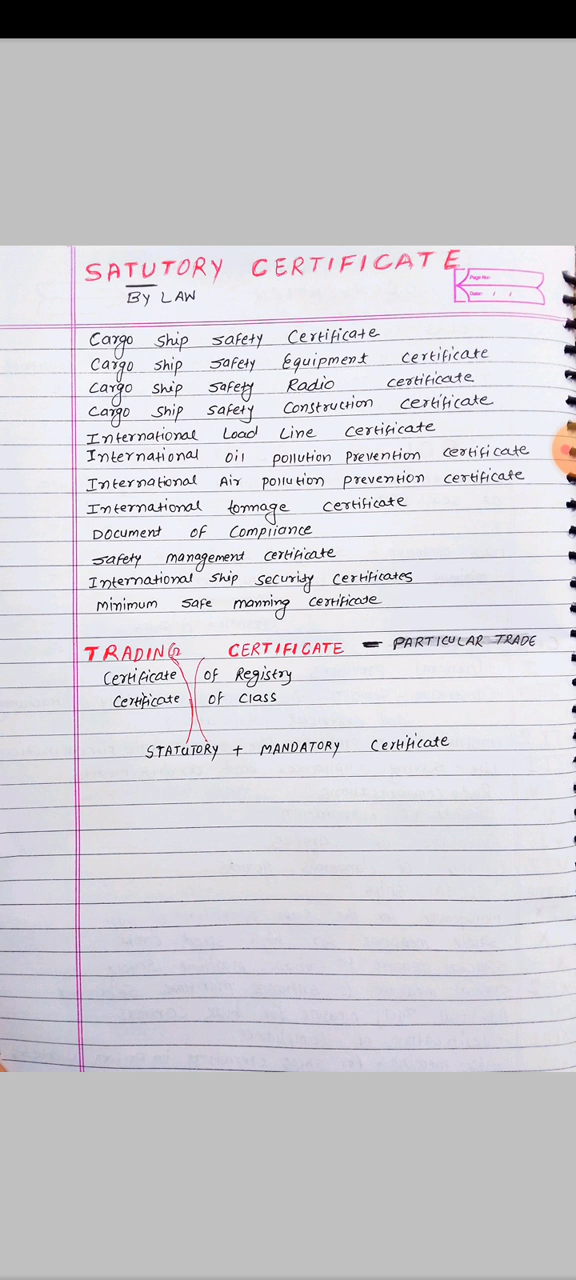 SATUTORY CERTIFICATE
BY LAW
Page No:
Date: / /
Cargo ship safety Certificate
Cargo ship safety Equipment certificate
Cargo ship safety Radio certificate
Cargo ship safety Construction certificate
International Load Line certificate
International oil pollution Prevention certificate
International Air pollution prevention certificate
International tonnage certificate
Document of Compliance
Safety management certificate
International ship security certificates
minimum safe manning certificate
TRADING CERTIFICATE — PARTICULAR TRADE
Certificate of Registry
Certificate of Class
STATUTORY + MANDATORY Certificate